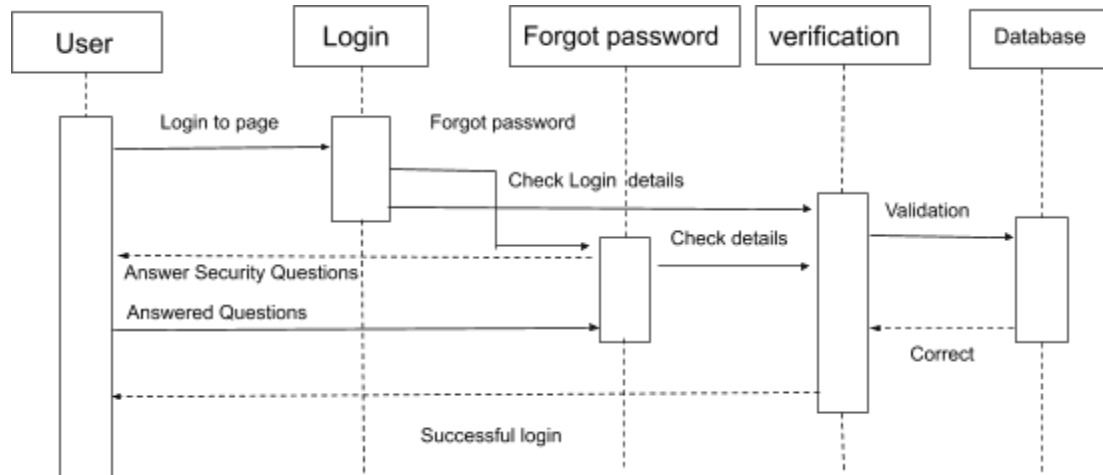 User
Login
Forgot password
verification
Database
Login to page
Forgot password
Check Login details
Validation
Check details
Answer Security Questions
Answered Questions
Correct
Successful login